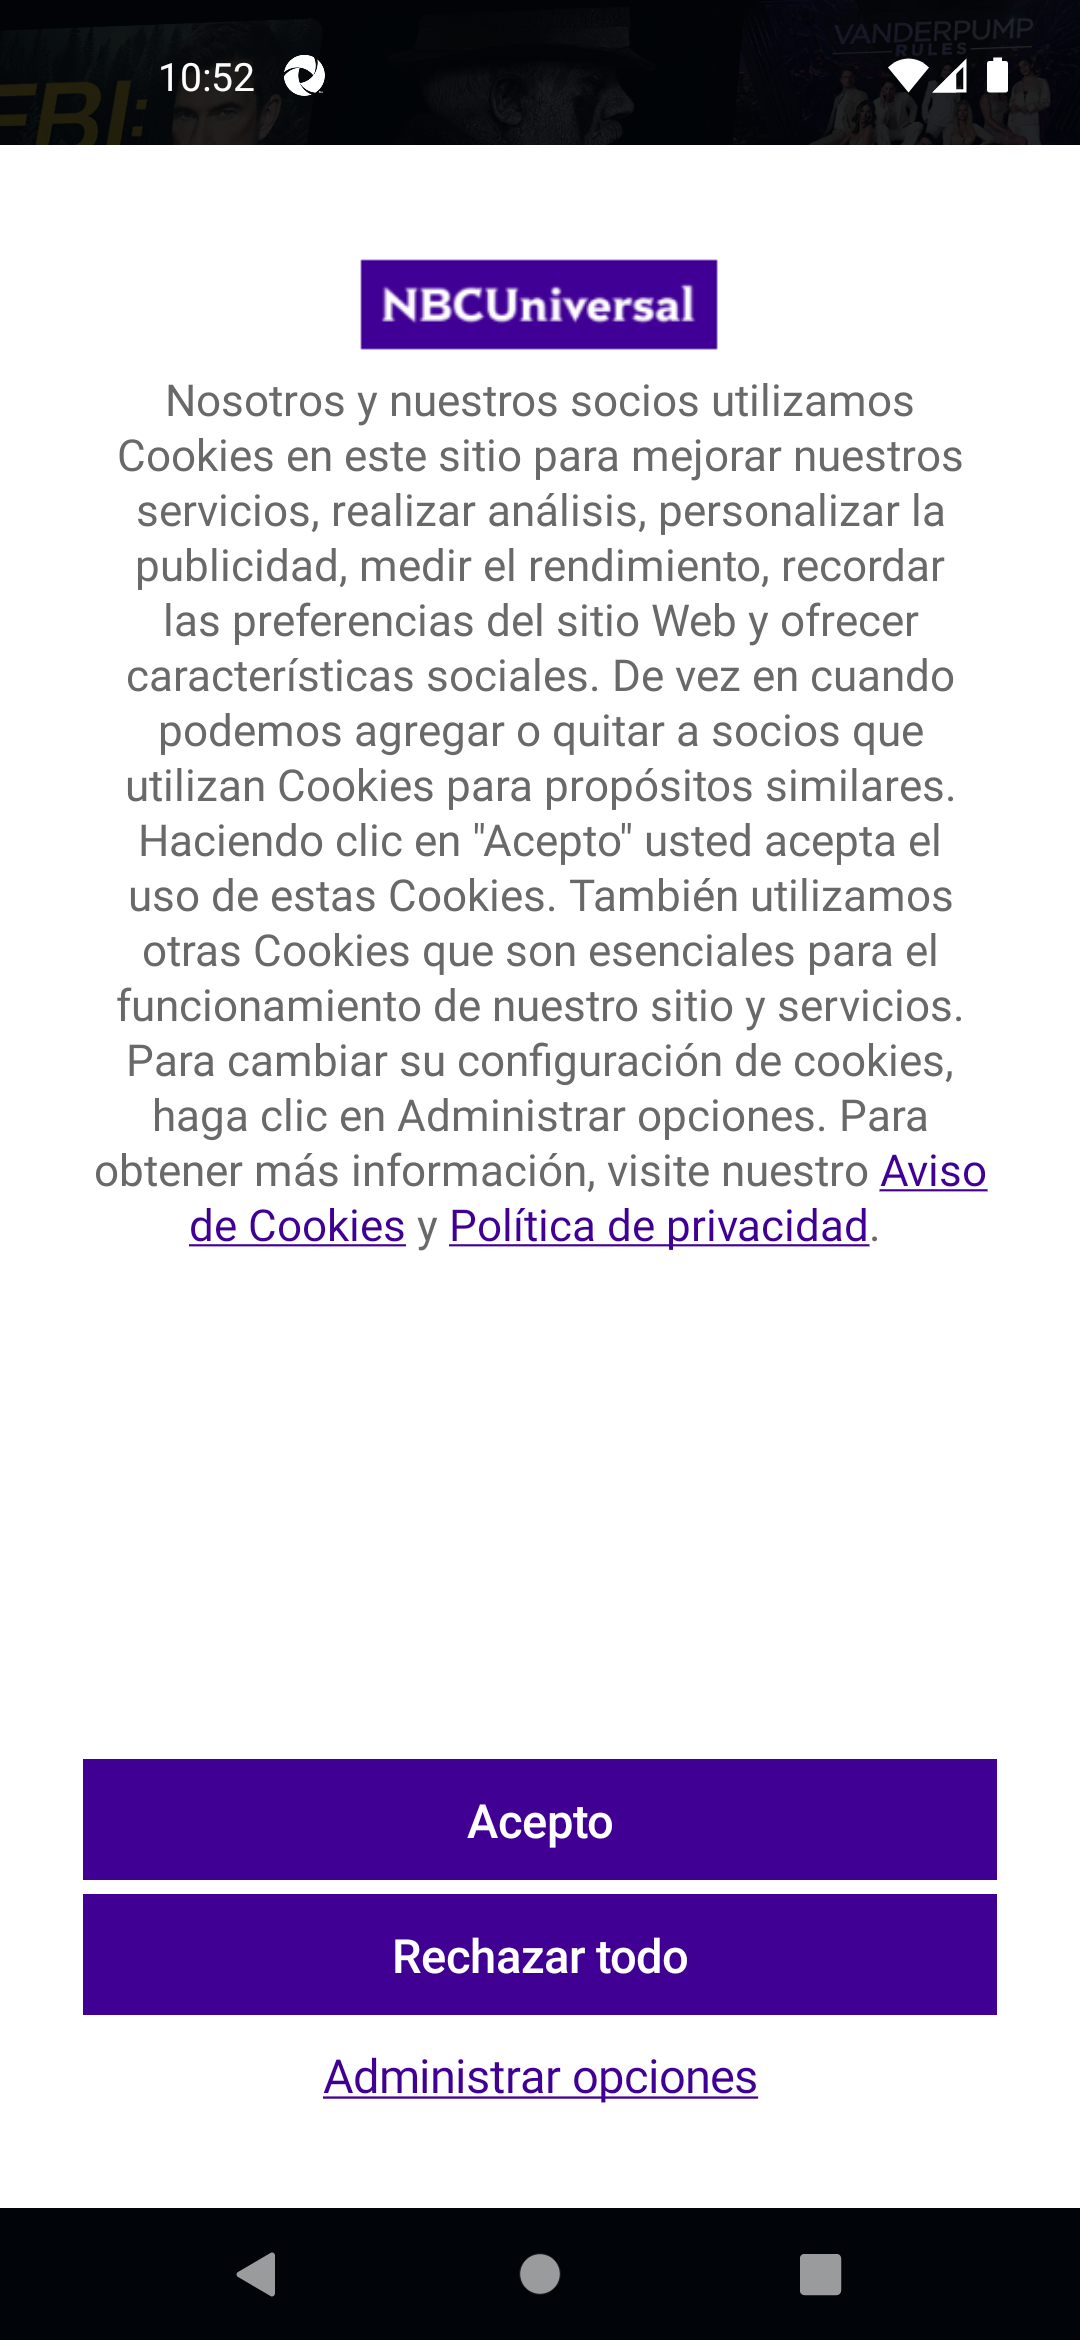 VANDERPUMP
RULES
FBI:
10:52
NBCUniversal
Nosotros y nuestros socios utilizamos
Cookies en este sitio para mejorar nuestros
servicios, realizar análisis, personalizar la
publicidad, medir el rendimiento, recordar
las preferencias del sitio Web y ofrecer
características sociales. De vez en cuando
podemos agregar o quitar a socios que
utilizan Cookies para propósitos similares.
Haciendo clic en "Acepto" usted acepta el
uso de estas Cookies. También utilizamos
otras Cookies que son esenciales para el
funcionamiento de nuestro sitio y servicios.
Para cambiar su configuración de cookies,
haga clic en Administrar opciones. Para
obtener más información, visite nuestro Aviso
de Cookies y Política de privacidad.
Acepto
Rechazar todo
Administrar opciones